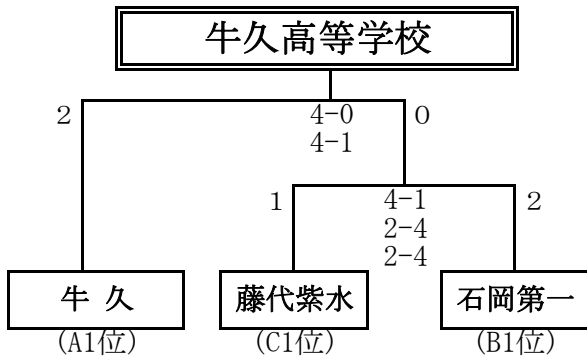 牛久高等学校
2
4-0
4-1
0
1
4-1
2-4
2-4
2
牛 久
藤代紫水
石岡第一
(A1位)
(C1位)
(B1位)